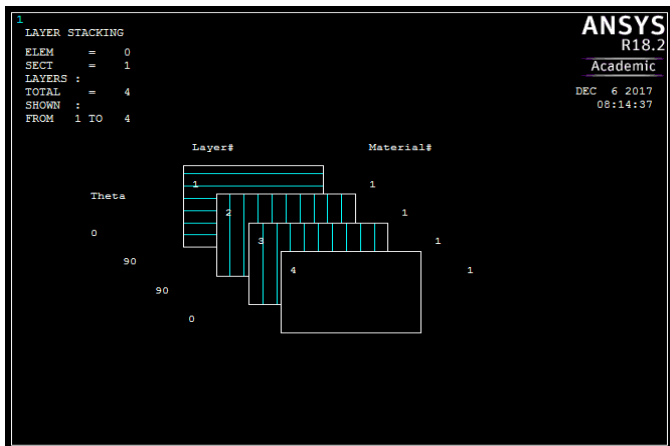 1
LAYER STACKING
ELEM = 0
SECT = 1
LAYERS :
TOTAL = 4
SHOWN :
FROM 1 TO 4
ANSYS
R18.2
Academic
DEC 6 2017
08:14:37
Layer# Material#
Theta
1 1
2 1
0 3 1
90 4 1
90
0